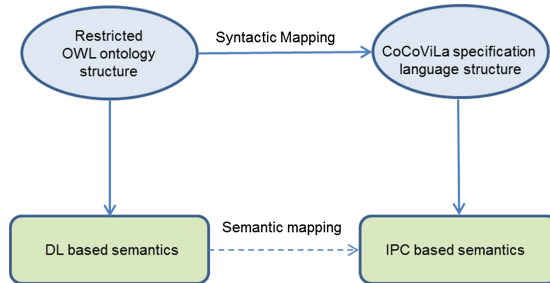 Restricted
OWL ontology
structure
Syntactic Mapping
CoCoViLa specification
language structure
Semantic mapping
DL based semantics
IPC based semantics